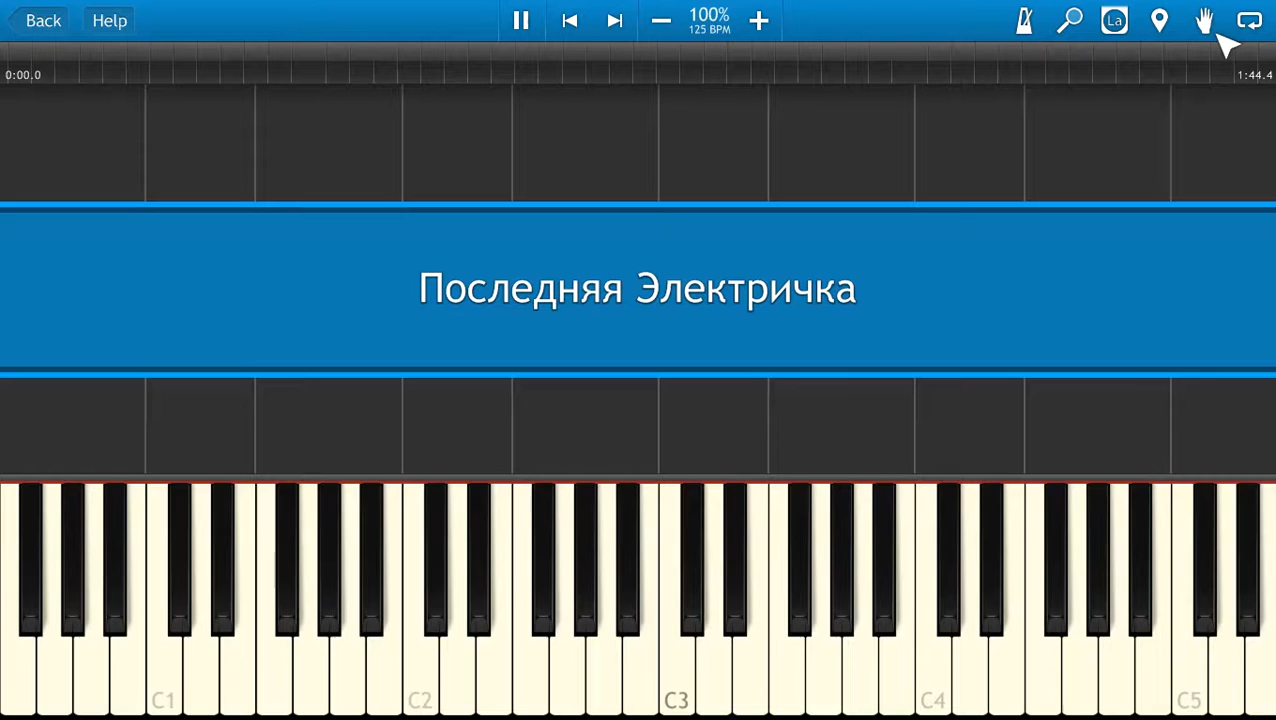 Back Help 100% La
125 BPM
0:00.0 1:44.4
Последняя Электричка
C1 C2 C3 C4 C5